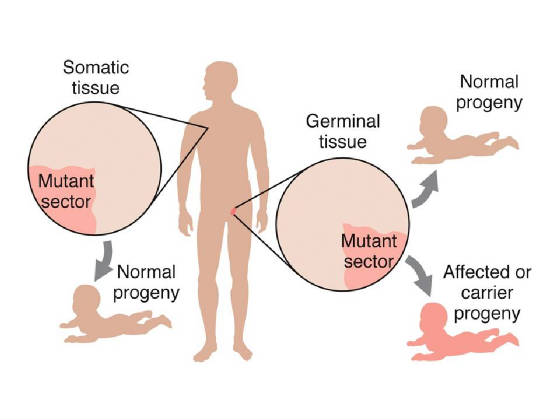 Somatic
tissue
Mutant
sector
Normal
progeny
Germinal
tissue
Mutant
sector
Normal
progeny
Affected or
carrier
progeny